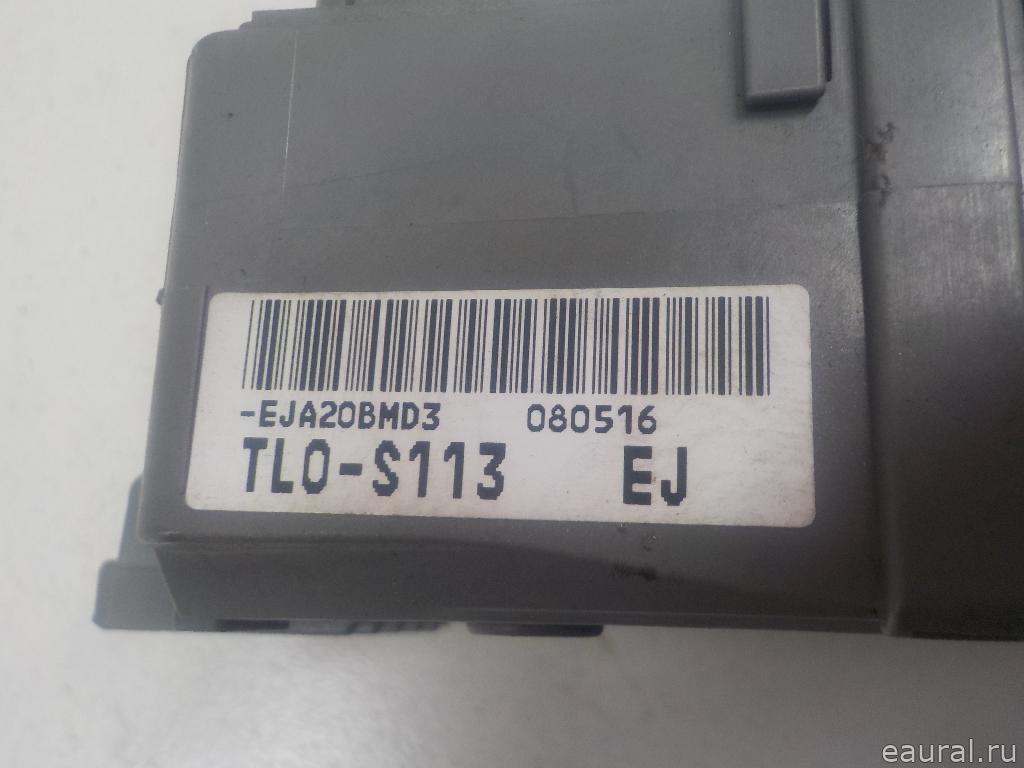 -EJA20BMD3 080516
TL0-S113 EJ
eaural.ru